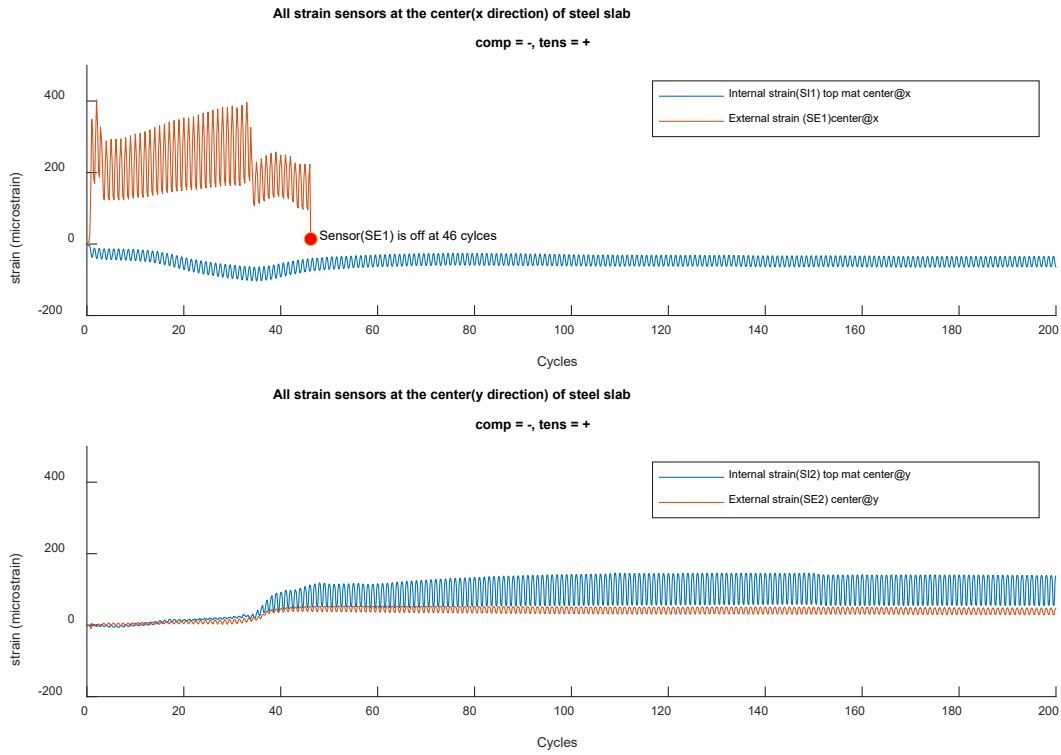 All strain sensors at the center(x direction) of steel slab
comp = -, tens = +
400
200
0
-200
strain (microstrain)
Internal strain(SI1) top mat center@x
External strain (SE1)center@x
Sensor(SE1) is off at 46 cylces
0 20 40 60 80 100 120 140 160 180 200
Cycles
All strain sensors at the center(y direction) of steel slab
comp = -, tens = +
400
200
0
-200
strain (microstrain)
Internal strain(SI2) top mat center@y
External strain(SE2) center@y
0 20 40 60 80 100 120 140 160 180 200
Cycles